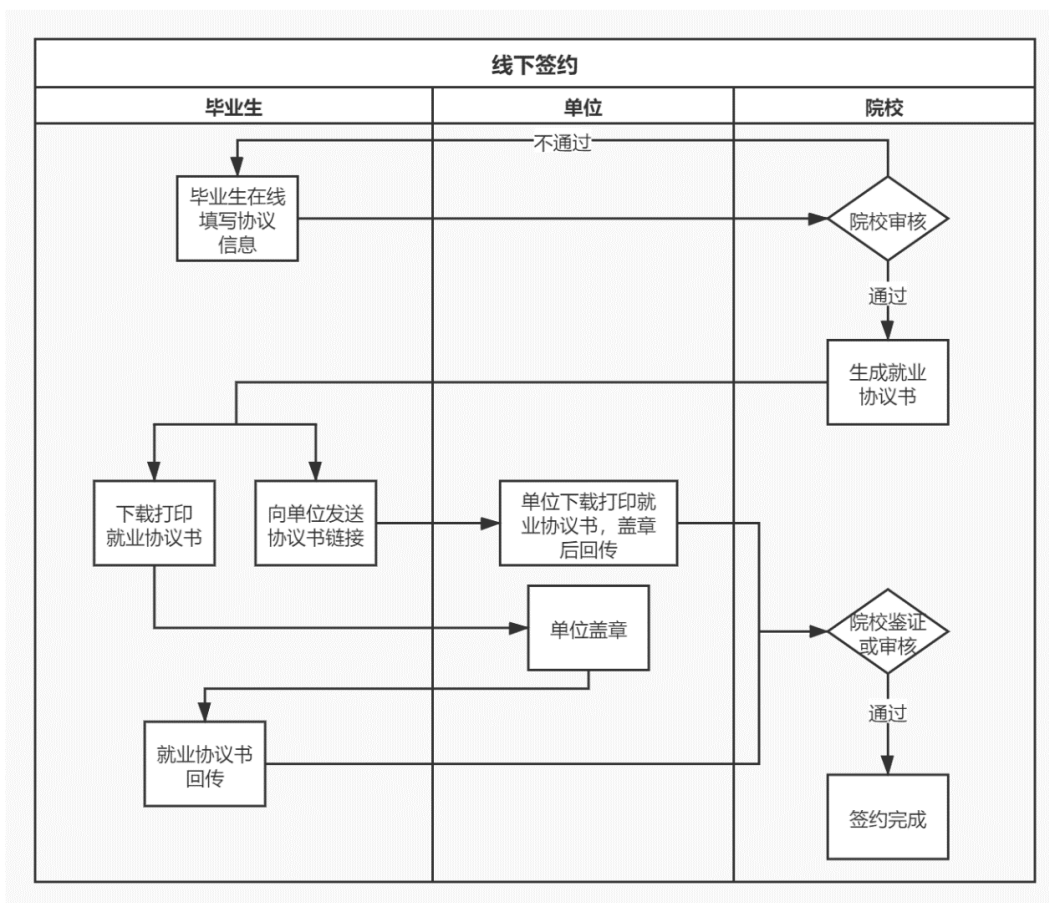 线下签约
毕业生
单位
院校
不通过
毕业生在线
填写协议
信息
院校审核
通过
生成就业
协议书
下载打印
就业协议书
向单位发送
协议书链接
单位下载打印就
业协议书，盖章
后回传
单位盖章
院校鉴证
或审核
通过
就业协议书
回传
签约完成